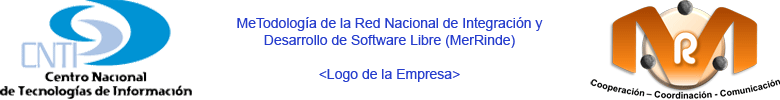 CNTI
Centro Nacional
de Tecnologías de Información
MeTodología de la Red Nacional de Integración y
Desarrollo de Software Libre (MerRinde)
<Logo de la Empresa>
M
R
Cooperación – Coordinación - Comunicación